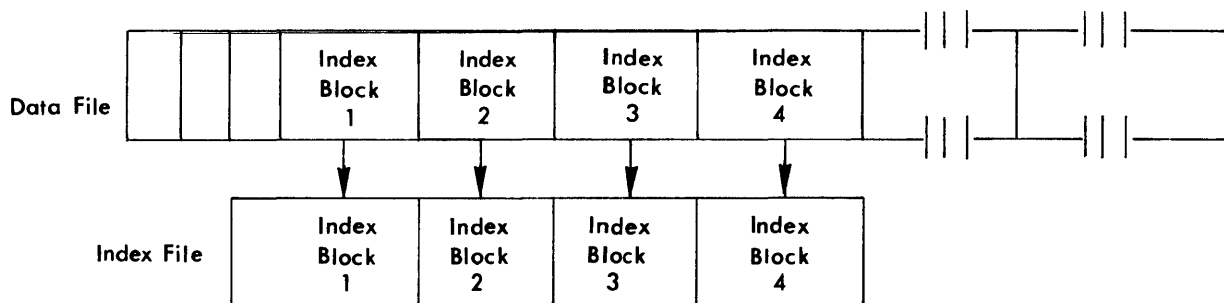 Data File
Index
Block
1
Index
Block
2
Index
Block
3
Index
Block
4
Index File
Index
Block
1
Index
Block
2
Index
Block
3
Index
Block
4